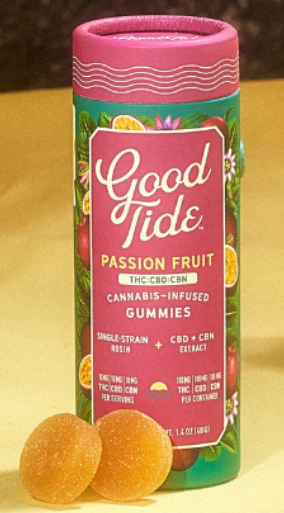 Good
Tide
PASSION FRUIT
THC:CBD:CBN
CANNABIS-INFUSED
GUMMIES
SINGLE-STRAIN
ROSIN
+
CBD + CBN
EXTRACT
10MG|10MG|10MG
THC|CBD|CBN
PER SERVING
100MG|100MG|100MG
THC|CBD|CBN
PER CONTAINER
WT. 1.4 OZ (40G)